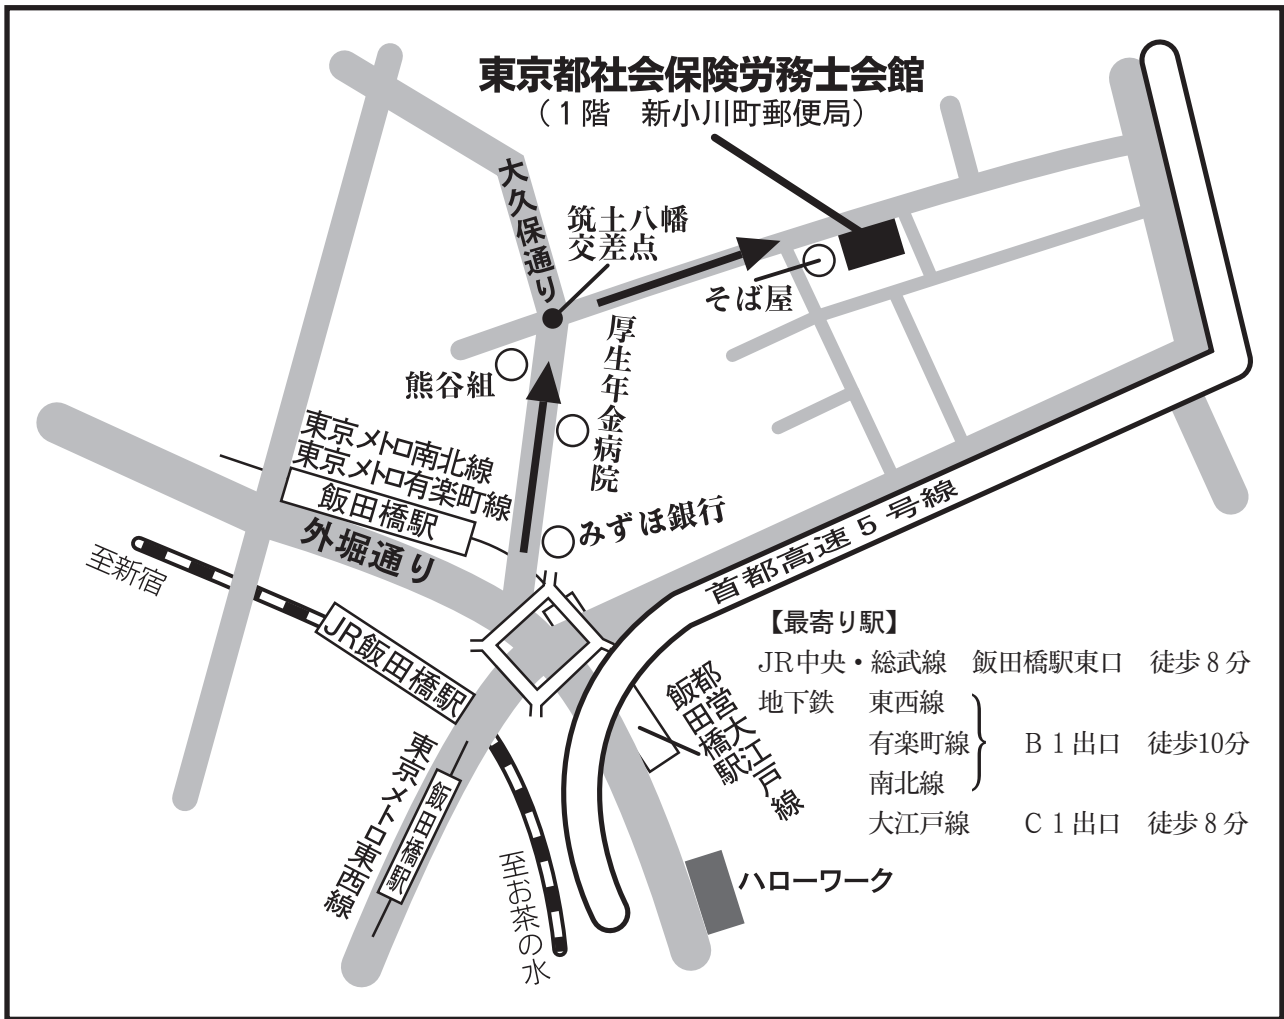 東京都社会保険労務士会館
（１階　新小川町郵便局）
大久保通り
筑土八幡
交差点
そば屋
厚生年金病院
熊谷組
東京メトロ南北線
東京メトロ有楽町線
飯田橋駅
みずほ銀行
外堀通り
至新宿
首都高速５号線
JR飯田橋駅
【最寄り駅】
JR中央・総武線　飯田橋駅東口　徒歩８分
地下鉄　東西線
有楽町線　Ｂ１出口　徒歩10分
南北線
大江戸線　Ｃ１出口　徒歩８分
都営大江戸線
飯田橋駅
東京メトロ東西線
飯田橋駅
至お茶の水
ハローワーク